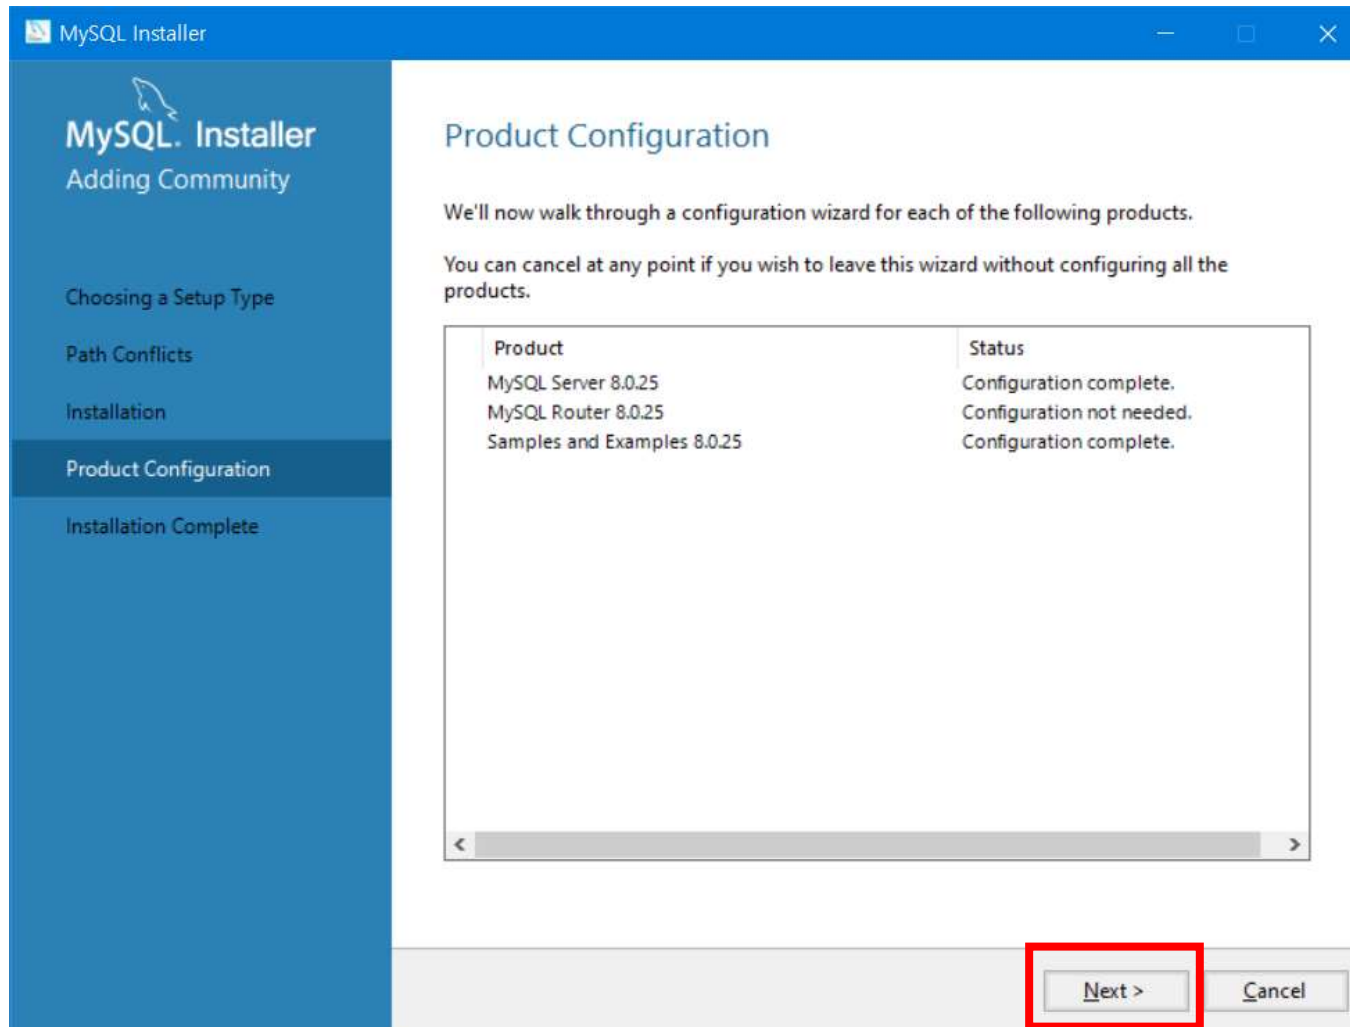 MySQL Installer
MySQL. Installer
Adding Community
Choosing a Setup Type
Path Conflicts
Installation
Product Configuration
Installation Complete
Product Configuration
We'll now walk through a configuration wizard for each of the following products.
You can cancel at any point if you wish to leave this wizard without configuring all the
products.
Product Status
MySQL Server 8.0.25 Configuration complete.
MySQL Router 8.0.25 Configuration not needed.
Samples and Examples 8.0.25 Configuration complete.
Next >
Cancel